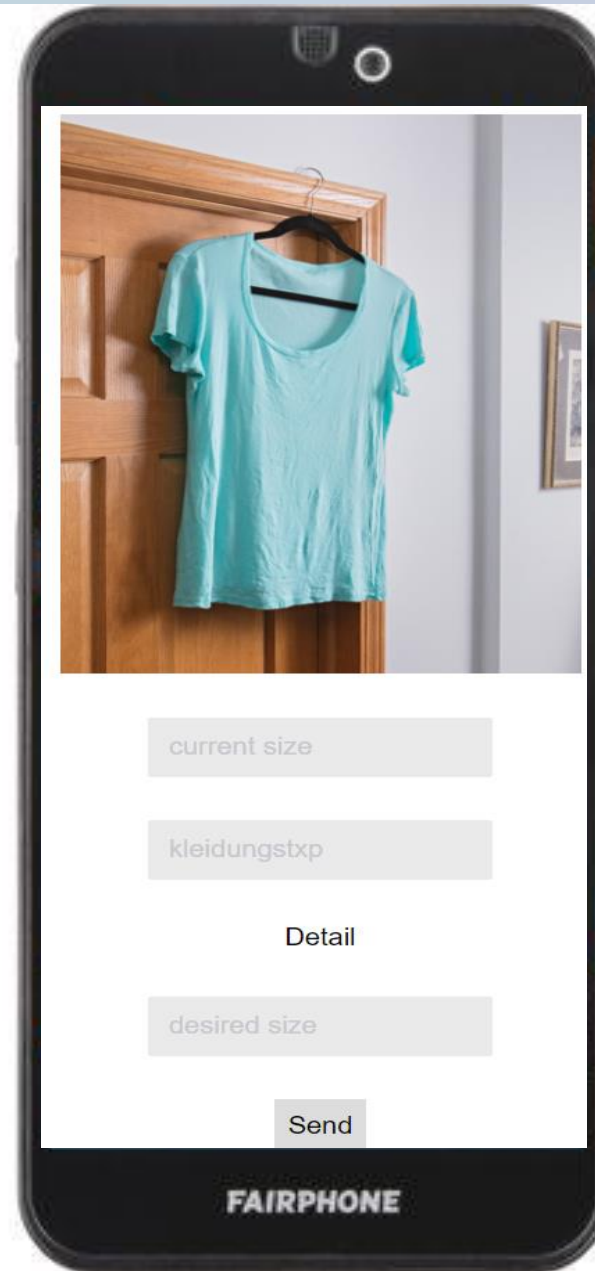 current size
kleidungstxp
Detail
desired size
Send
FAIRPHONE